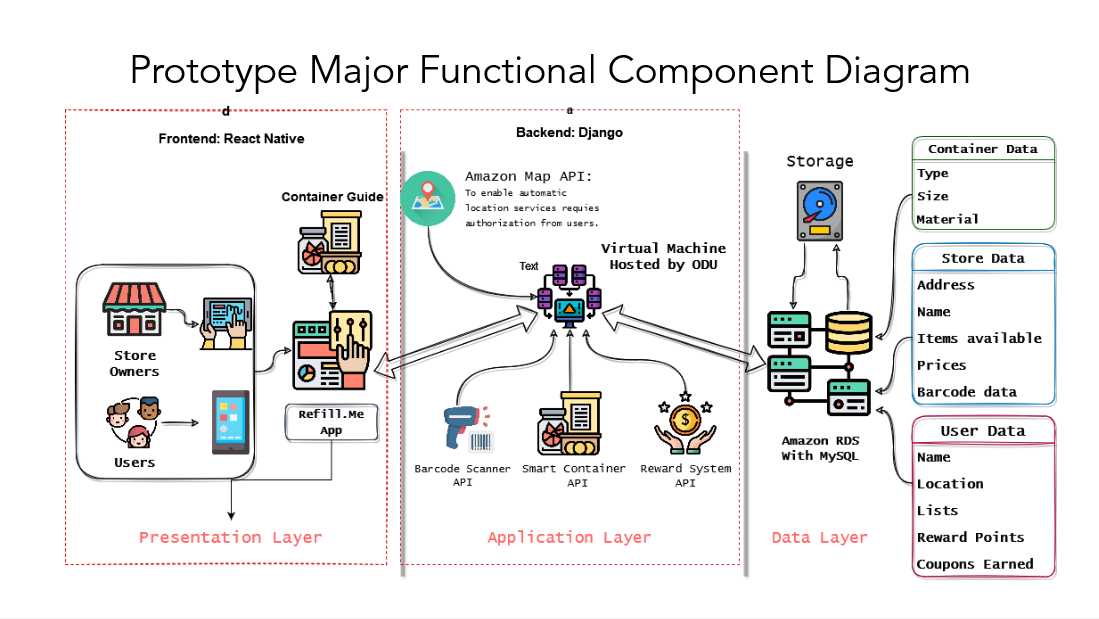 Prototype Major Functional Component Diagram
d
Frontend: React Native
Container Guide
Store
Owners
Users
Refill.Me
App
Presentation Layer
a
Backend: Django
Amazon Map API:
To enable automatic
location services requies
authorization from users.
Text
Virtual Machine
Hosted by ODU
Barcode Scanner
API
Smart Container
API
Reward System
API
Application Layer
Storage
Amazon RDS
With MySQL
Data Layer
Container Data
Type
Size
Material
Store Data
Address
Name
Items available
Prices
Barcode data
User Data
Name
Location
Lists
Reward Points
Coupons Earned